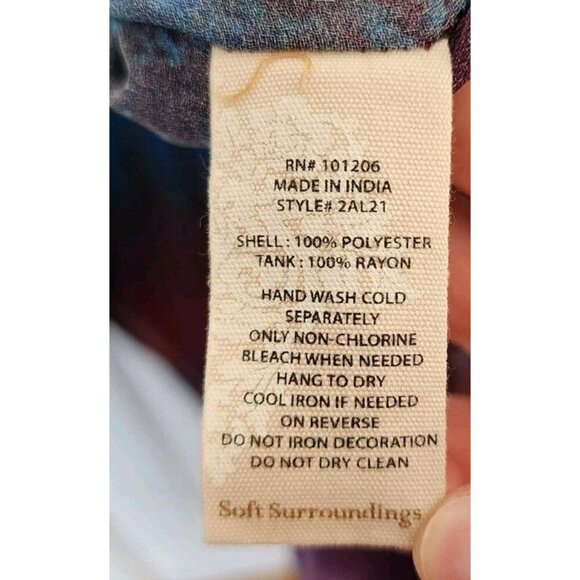 RN# 101206
MADE IN INDIA
STYLE# 2AL21
SHELL : 100% POLYESTER
TANK : 100% RAYON
HAND WASH COLD
SEPARATELY
ONLY NON-CHLORINE
BLEACH WHEN NEEDED
HANG TO DRY
COOL IRON IF NEEDED
ON REVERSE
DO NOT IRON DECORATION
DO NOT DRY CLEAN
Soft Surroundings